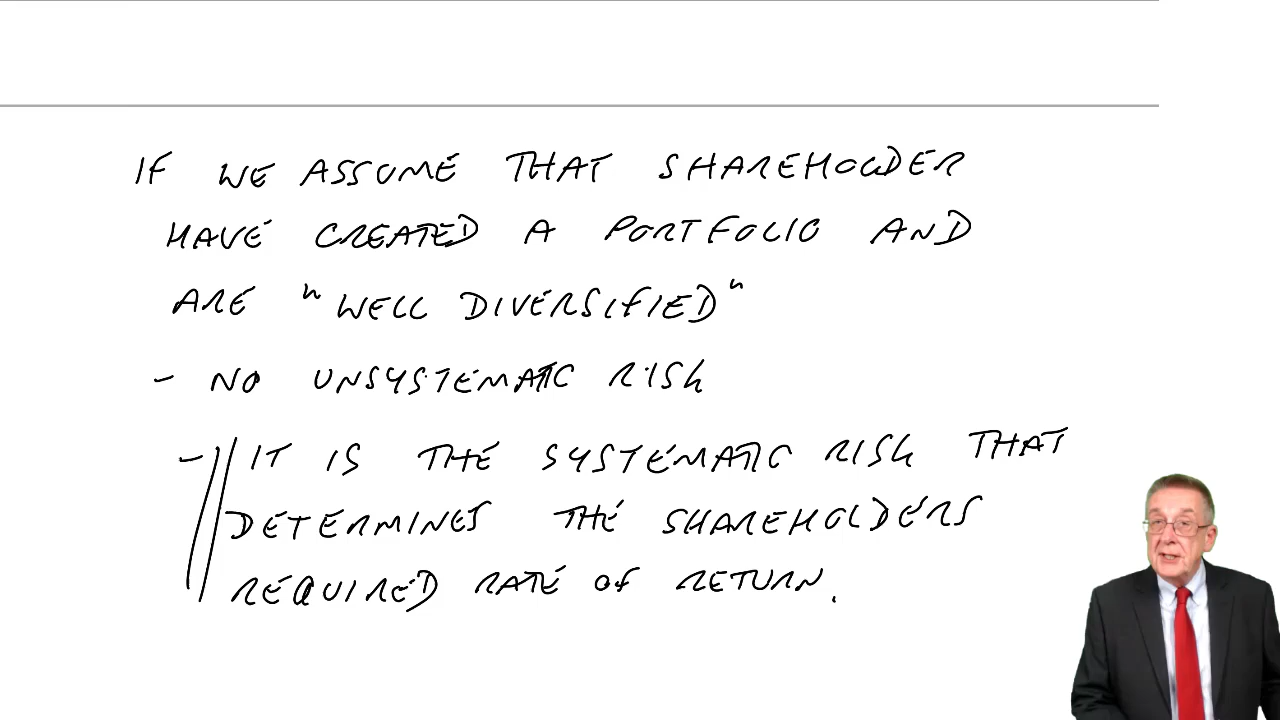 IF WE ASSUME THAT SHAREHOLDER
HAVE CREATED A PORTFOLIO AND
ARE "WELL DIVERSIFIED"
- NO UNSYSTEMATIC RISK
- IT IS THE SYSTEMATIC RISK THAT
DETERMINES THE SHAREHOLDERS
REQUIRED RATE OF RETURN.